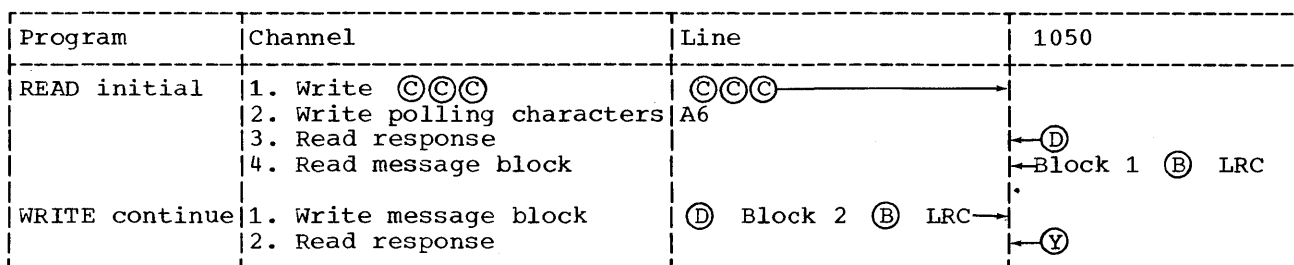 Program Channel Line 1050
READ initial 1. Write ⒸⒸⒸ ⒸⒸⒸ
2. Write polling characters A6
3. Read response Ⓓ
4. Read message block Block 1 Ⓑ LRC
WRITE continue 1. Write message block Ⓓ Block 2 Ⓑ LRC
2. Read response Ⓨ